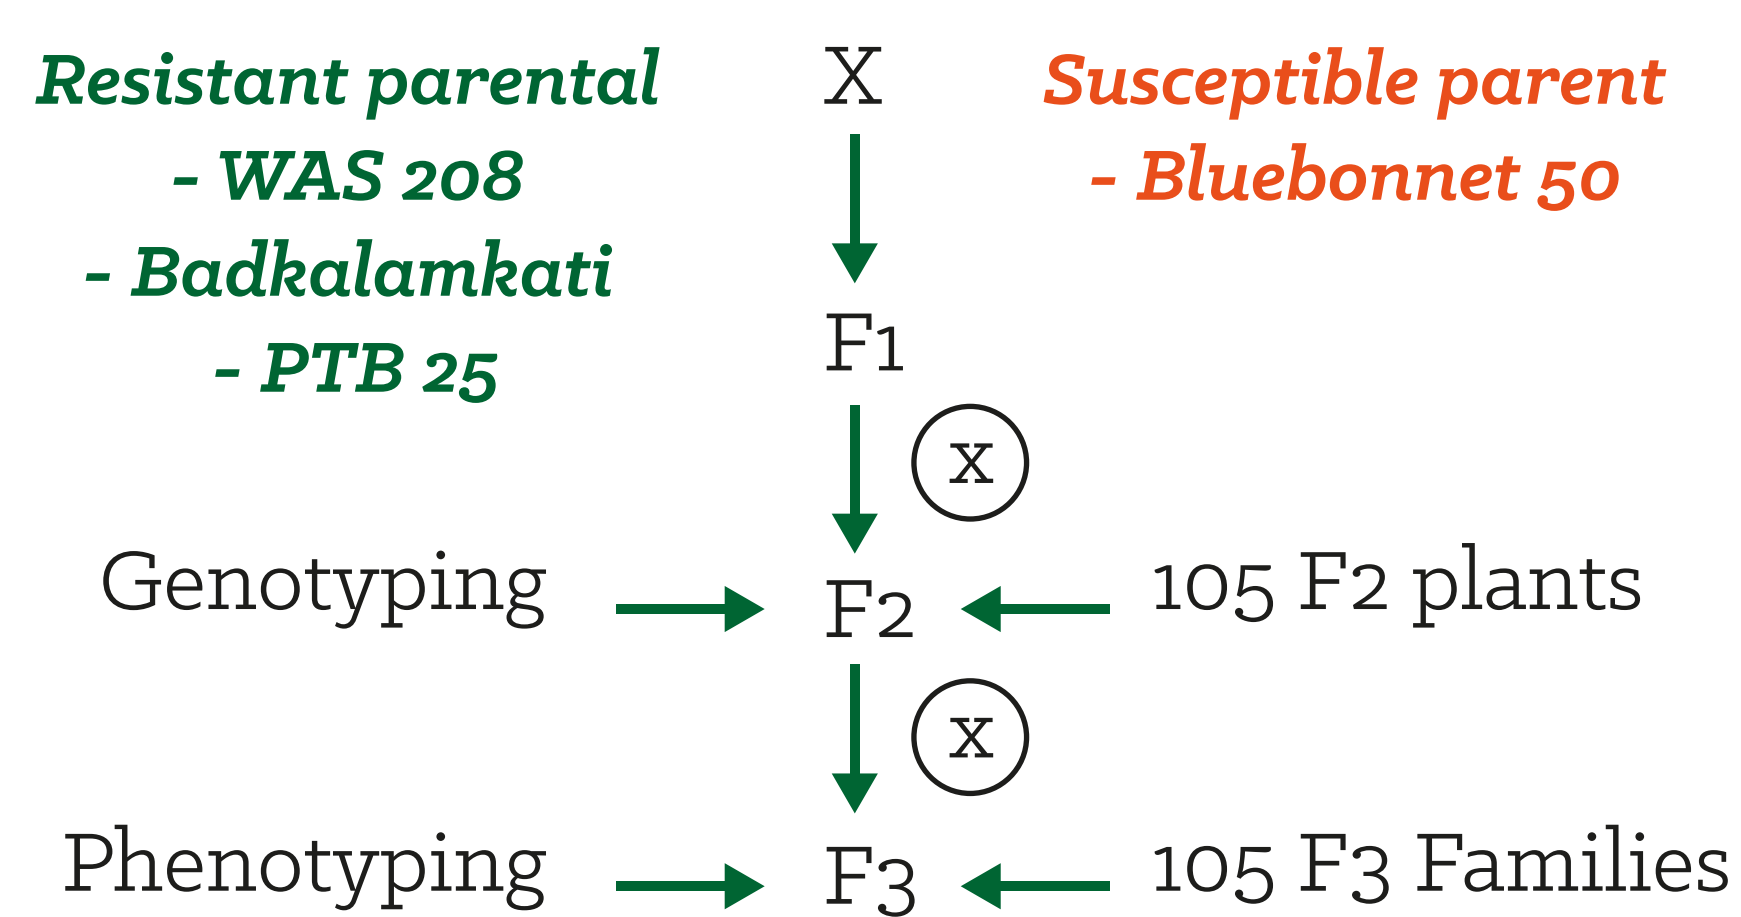 Resistant parental
- WAS 208
- Badkalamkati
- PTB 25
X
Susceptible parent
- Bluebonnet 50
F1
x
Genotyping
F2
105 F2 plants
x
Phenotyping
F3
105 F3 Families